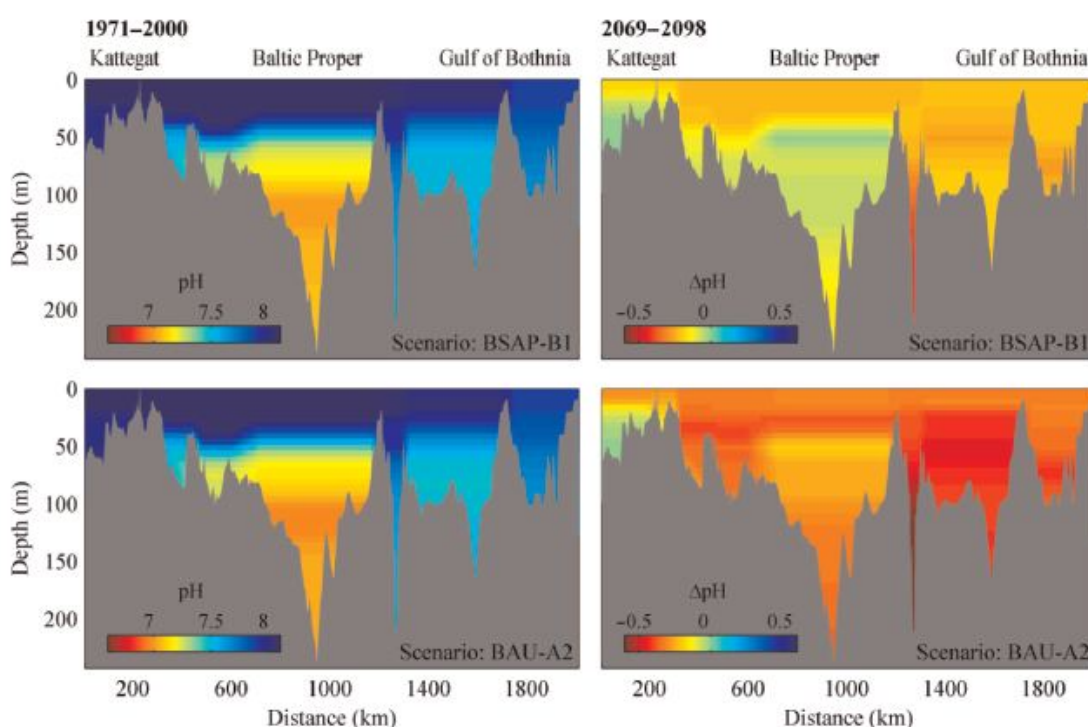 1971–2000
2069–2098
Kattegat Baltic Proper Gulf of Bothnia
Kattegat Baltic Proper Gulf of Bothnia
0
50
100
150
200
Depth (m)
pH
7 7.5 8
Scenario: BSAP-B1
ΔpH
−0.5 0 0.5
Scenario: BSAP-B1
0
50
100
150
200
Depth (m)
pH
7 7.5 8
Scenario: BAU-A2
ΔpH
−0.5 0 0.5
Scenario: BAU-A2
200 600 1000 1400 1800
200 600 1000 1400 1800
Distance (km)
Distance (km)